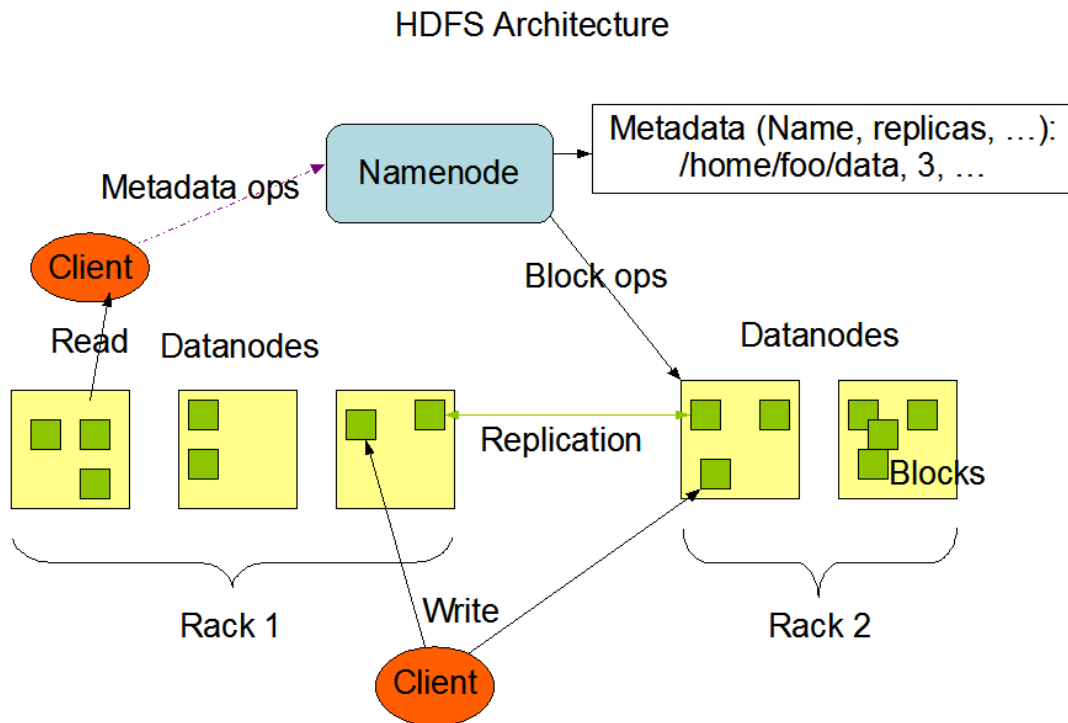 HDFS Architecture
Metadata (Name, replicas, …):
/home/foo/data, 3, …
Namenode
Metadata ops
Client
Block ops
Read
Datanodes
Datanodes
Replication
Blocks
Rack 1
Write
Rack 2
Client